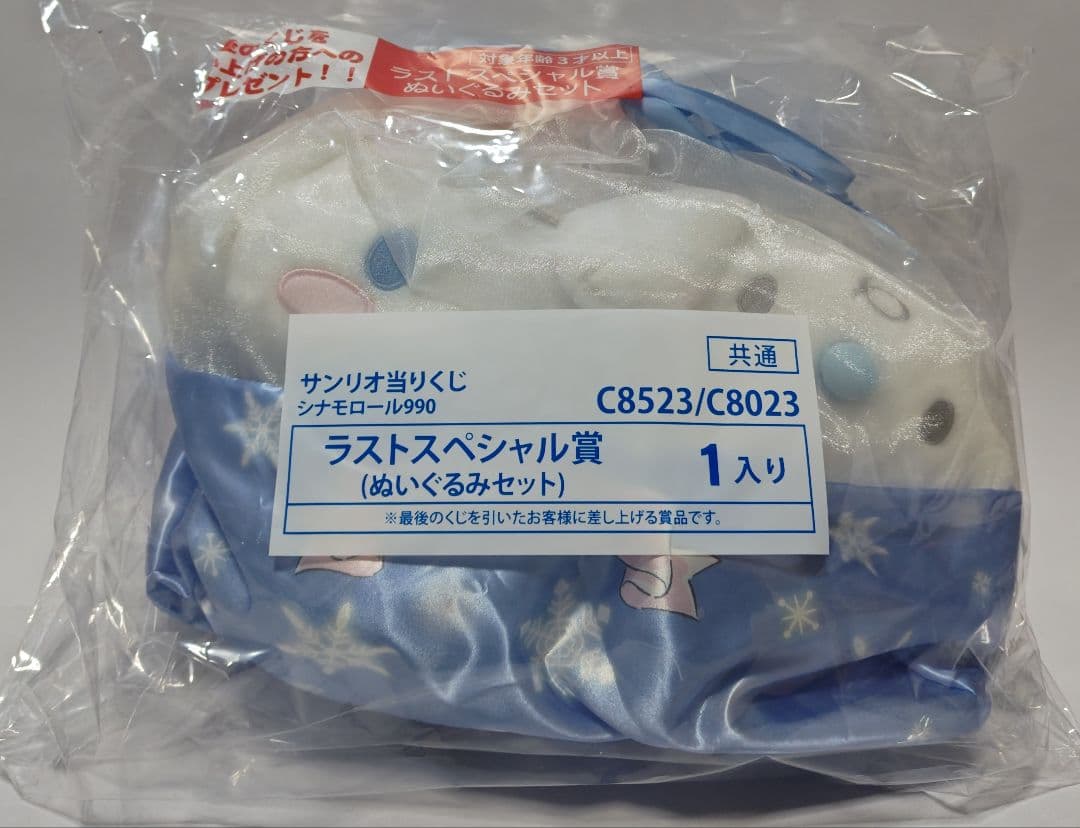 のくじを
の方への
プレゼント！！
対象年齢3才以上
ラストスペシャル賞
ぬいぐるみセット
共通
サンリオ当りくじ
シナモロール990
C8523/C8023
ラストスペシャル賞
(ぬいぐるみセット)
1入り
※最後のくじを引いたお客様に差し上げる賞品です。